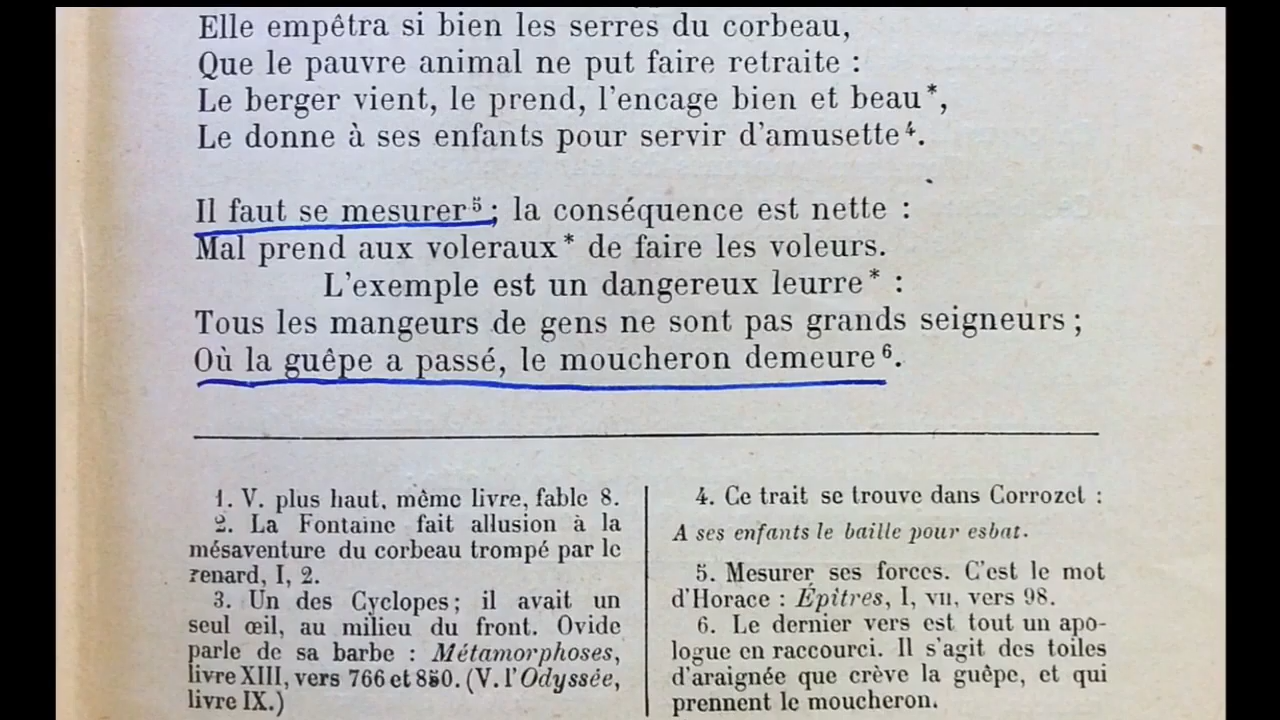 Elle empêtra si bien les serres du corbeau,
Que le pauvre animal ne put faire retraite :
Le berger vient, le prend, l'encage bien et beau*,
Le donne à ses enfants pour servir d'amusette⁴.
Il faut se mesurer⁵ ; la conséquence est nette :
Mal prend aux voleraux* de faire les voleurs.
L'exemple est un dangereux leurre* :
Tous les mangeurs de gens ne sont pas grands seigneurs ;
Où la guêpe a passé, le moucheron demeure⁶.
1. V. plus haut, même livre, fable 8.
2. La Fontaine fait allusion à la
mésaventure du corbeau trompé par le
renard, I, 2.
3. Un des Cyclopes ; il avait un
seul œil, au milieu du front. Ovide
parle de sa barbe : Métamorphoses,
livre XIII, vers 766 et 850. (V. l'Odyssée,
livre IX.)
4. Ce trait se trouve dans Corrozet :
A ses enfants le baille pour esbat.
5. Mesurer ses forces. C'est le mot
d'Horace : Épitres, I, VII, vers 98.
6. Le dernier vers est tout un apo-
logue en raccourci. Il s'agit des toiles
d'araignée que crève la guêpe, et qui
prennent le moucheron.